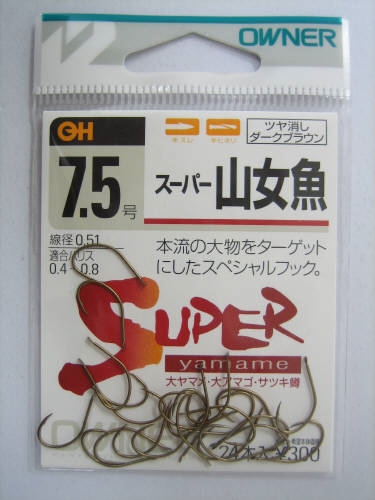 OWNER
OH
7.5号
ツヤ消し
ダークブラウン
スーパー山女魚
線径0.51
適合ハリス
0.4~0.8
本流の大物をターゲット
にしたスペシャルフック。
SUPER
yamame
大ヤマメ・大アマゴ・サツキ鱒
OWNER
24本入¥300